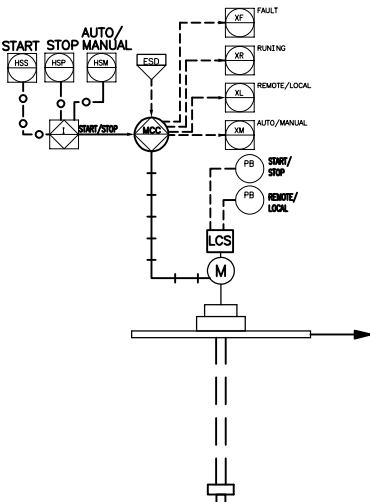 START STOP AUTO/
MANUAL
HSS HSP HSM
I
START/STOP
ESD
MCC
XF FAULT
XR RUNING
XL REMOTE/LOCAL
XM AUTO/MANUAL
PB START/
STOP
PB REMOTE/
LOCAL
LCS
M